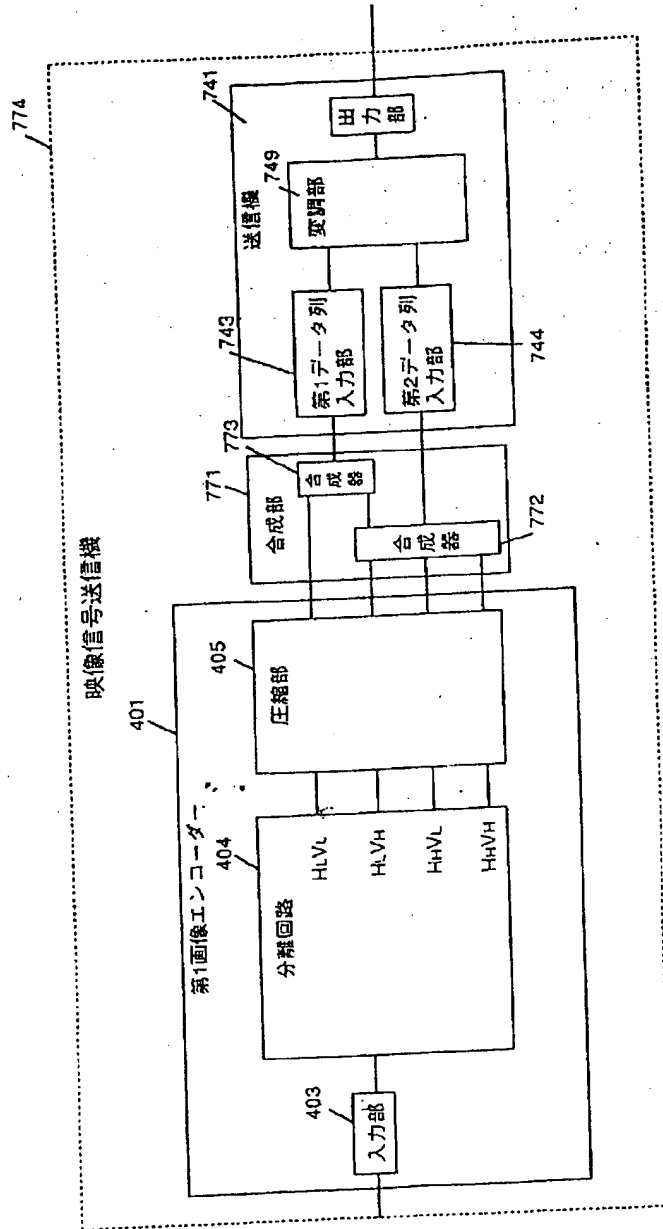 映像信号送信機
774
401
第1画像エンコーダー
403
入力部
404
分離回路
HLVL
HLVH
HHVL
HHVH
405
圧縮部
771
合成部
773
合成器
合成器
772
741
送信機
743
第1データ列
入力部
第2データ列
入力部
744
749
変調部
出力部